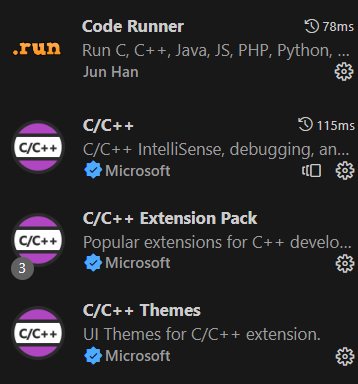 .run
Code Runner
78ms
Run C, C++, Java, JS, PHP, Python, ...
Jun Han
C/C++
C/C++
115ms
C/C++ IntelliSense, debugging, an...
Microsoft
C/C++
C/C++ Extension Pack
Popular extensions for C++ develo...
3
Microsoft
C/C++
C/C++ Themes
UI Themes for C/C++ extension.
Microsoft